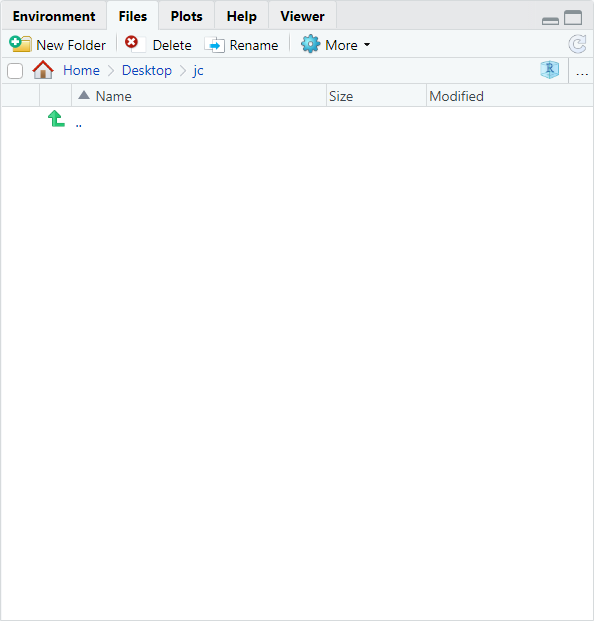 Environment Files Plots Help Viewer
New Folder Delete Rename More
Home Desktop jc R ...
Name Size Modified
..